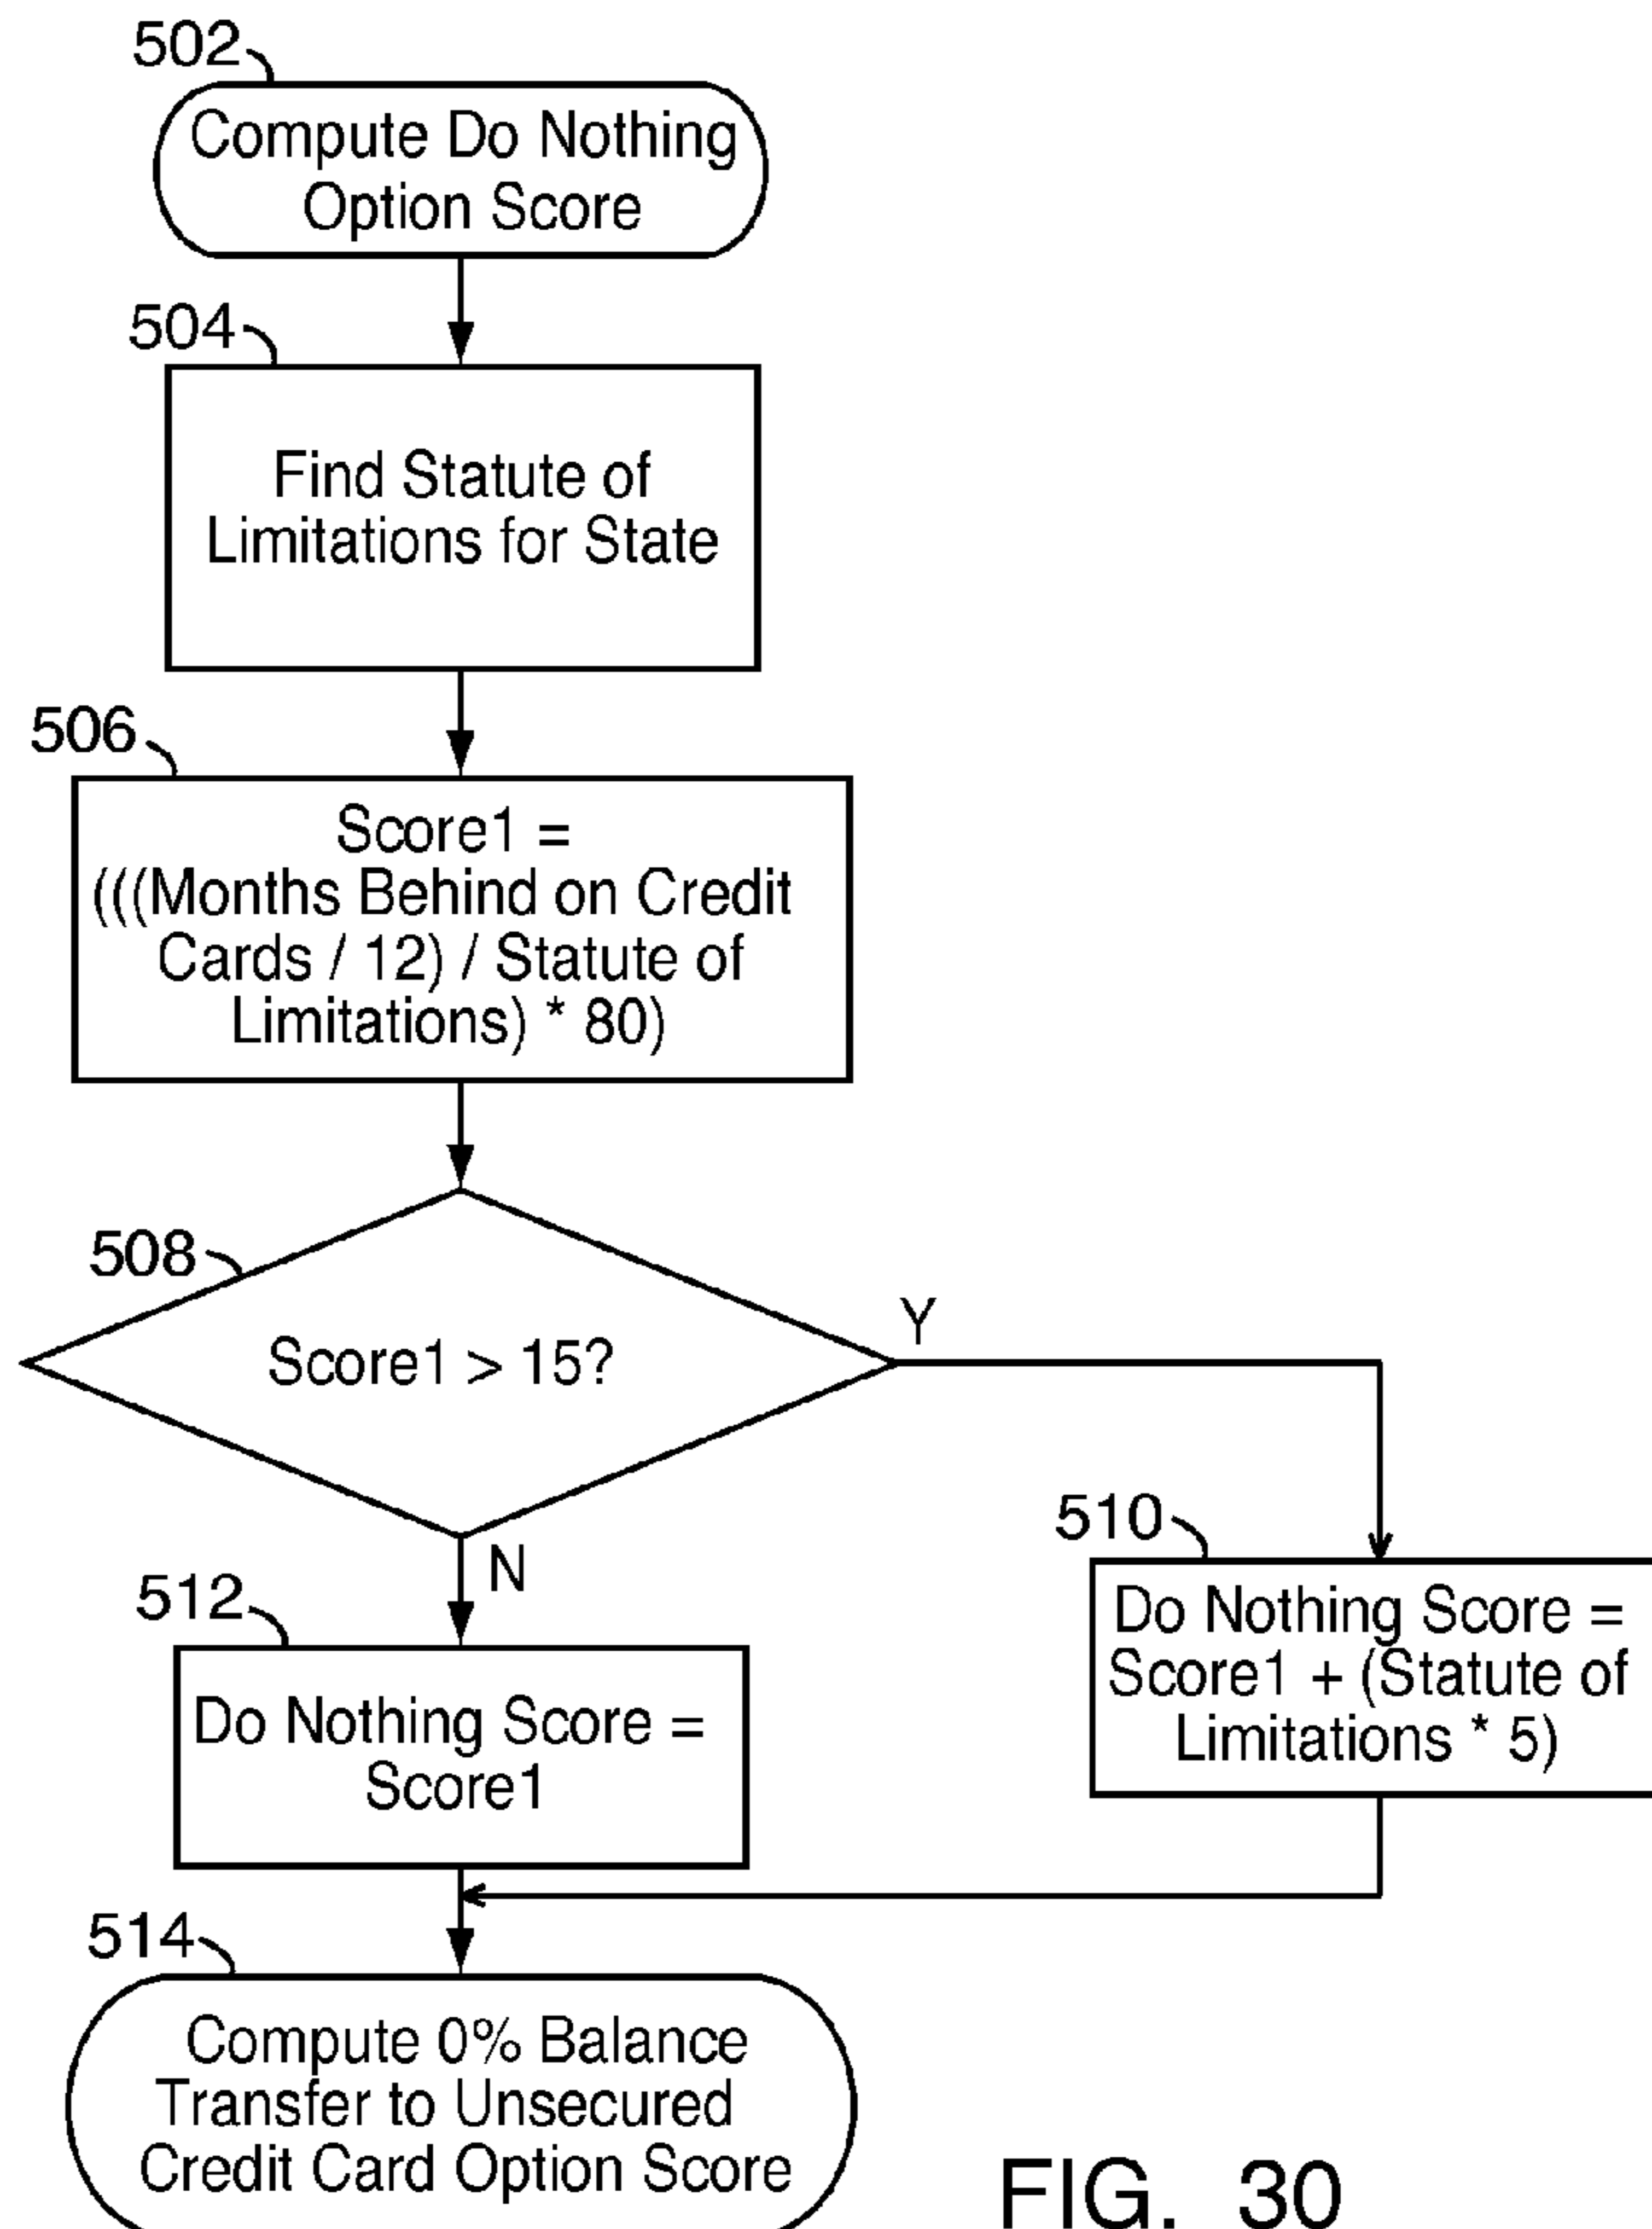 502
Compute Do Nothing
Option Score
504
Find Statute of
Limitations for State
506
Score1 =
(((Months Behind on Credit
Cards / 12) / Statute of
Limitations) * 80)
508
Score1 > 15?
Y
N
510
Do Nothing Score =
Score1 + (Statute of
Limitations * 5)
512
Do Nothing Score =
Score1
514
Compute 0% Balance
Transfer to Unsecured
Credit Card Option Score
FIG. 30